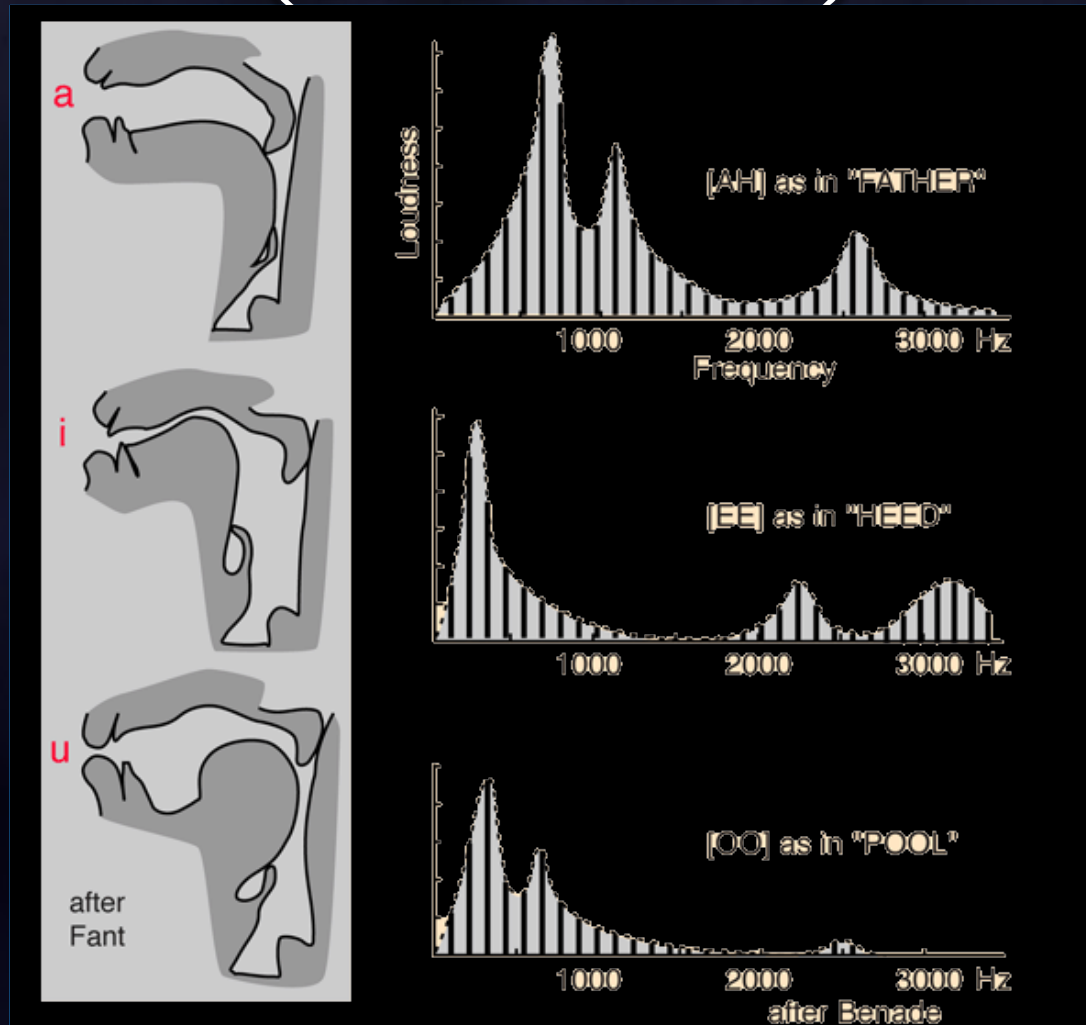 a
Loudness
[AH] as in "FATHER"
1000 2000 3000 Hz
Frequency
i
[EE] as in "HEED"
1000 2000 3000 Hz
u
[OO] as in "POOL"
after
Fant
1000 2000 3000 Hz
after Benade